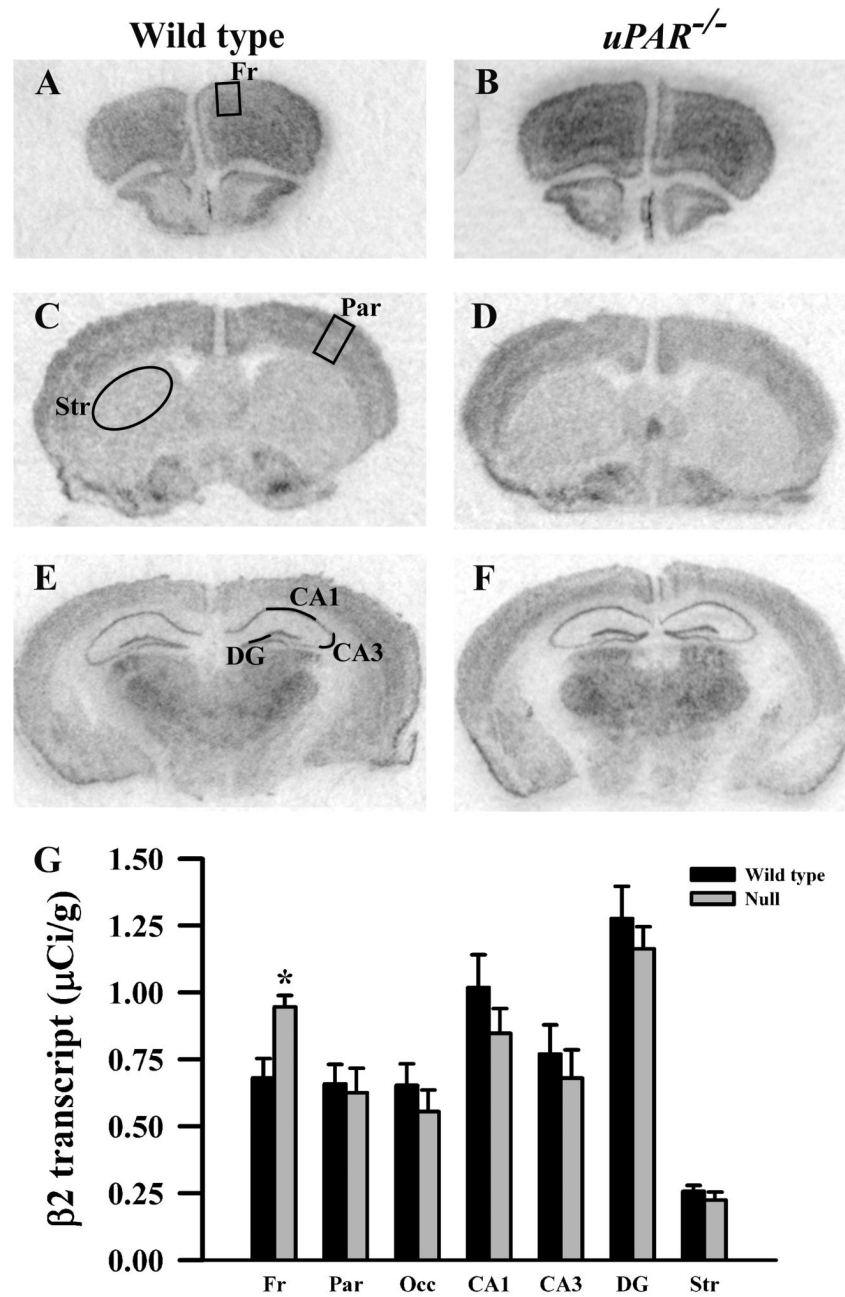 Wild type
uPAR-/-
A
Fr
B
C
Par
Str
D
E
CA1
DG
CA3
F
G
β2 transcript (μCi/g)
1.50
1.25
1.00
0.75
0.50
0.25
0.00
*
Wild type
Null
Fr Par Occ CA1 CA3 DG Str